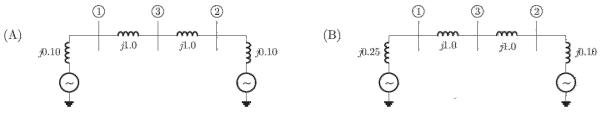 ① ③ ②
(A)
j1.0 j1.0
j0.10 j0.10
① ③ ②
(B)
j1.0 j1.0
j0.25 j0.10